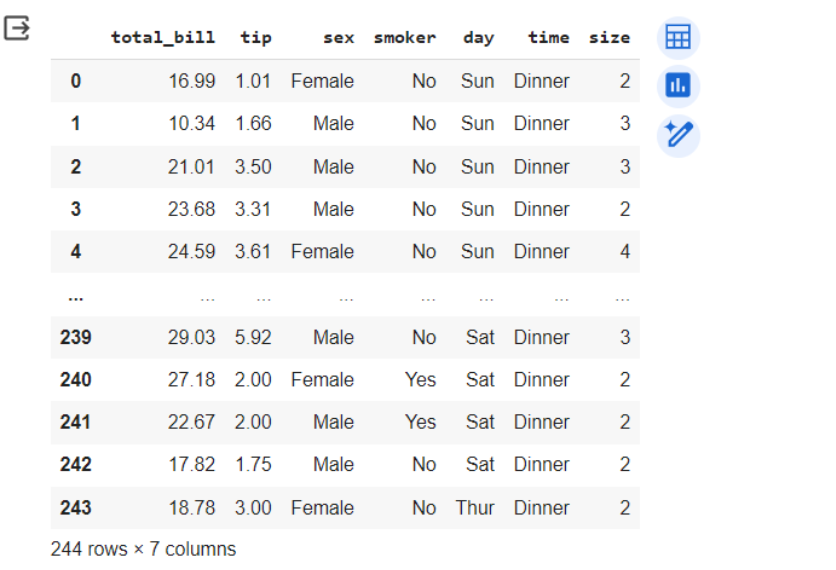 total_bill tip sex smoker day time size
0 16.99 1.01 Female No Sun Dinner 2
1 10.34 1.66 Male No Sun Dinner 3
2 21.01 3.50 Male No Sun Dinner 3
3 23.68 3.31 Male No Sun Dinner 2
4 24.59 3.61 Female No Sun Dinner 4
... ... ... ... ... ... ... ...
239 29.03 5.92 Male No Sat Dinner 3
240 27.18 2.00 Female Yes Sat Dinner 2
241 22.67 2.00 Male Yes Sat Dinner 2
242 17.82 1.75 Male No Sat Dinner 2
243 18.78 3.00 Female No Thur Dinner 2
244 rows × 7 columns